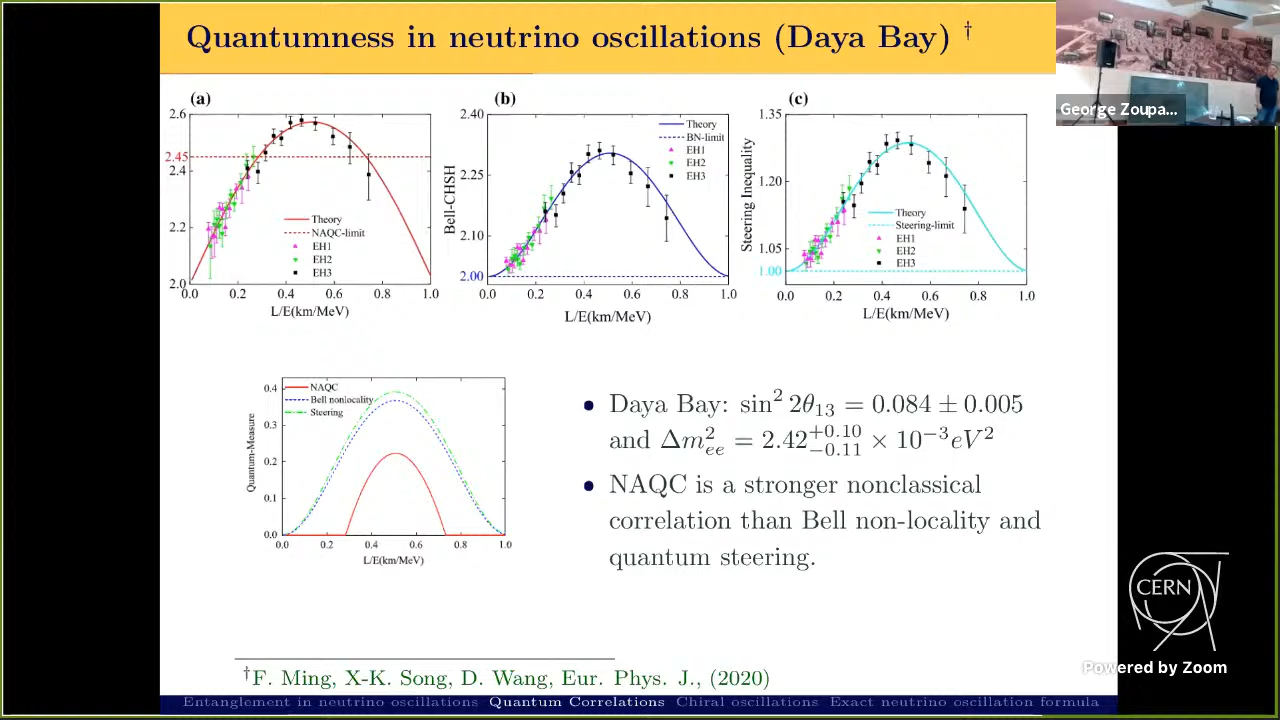 Quantumness in neutrino oscillations (Daya Bay) †
George Zoupa...
(a)
2.6
2.45
2.4
2.2
2.0
0.0 0.2 0.4 0.6 0.8 1.0
L/E(km/MeV)
Theory
NAQC-limit
EH1
EH2
EH3
(b)
Bell-CHSH
2.40
2.25
2.10
2.00
0.0 0.2 0.4 0.6 0.8 1.0
L/E(km/MeV)
Theory
BN-limit
EH1
EH2
EH3
(c)
Steering Inequality
1.35
1.20
1.05
1.00
0.0 0.2 0.4 0.6 0.8 1.0
L/E(km/MeV)
Theory
Steering-limit
EH1
EH2
EH3
Quantum-Measure
0.4
0.3
0.2
0.1
0.0
0.0 0.2 0.4 0.6 0.8 1.0
L/E(km/MeV)
NAQC
Bell nonlocality
Steering
• Daya Bay: sin² 2θ₁₃ = 0.084 ± 0.005
and Δm²ₑₑ = 2.42 +0.10 −0.11 × 10⁻³eV²
• NAQC is a stronger nonclassical
correlation than Bell non-locality and
quantum steering.
CERN
Powered by Zoom
†F. Ming, X-K. Song, D. Wang, Eur. Phys. J., (2020)
Entanglement in neutrino oscillations Quantum Correlations Chiral oscillations Exact neutrino oscillation formula